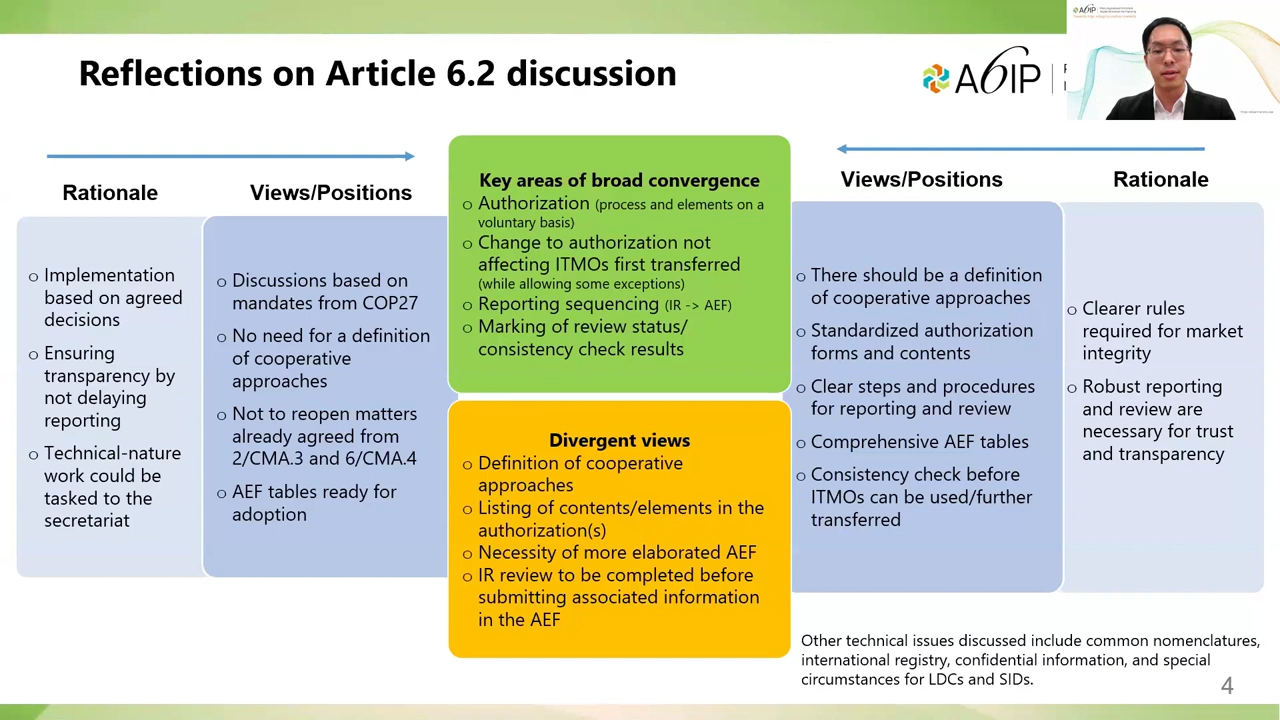 Reflections on Article 6.2 discussion
A6IP
A6IP
Rationale
Views/Positions
o Implementation
based on agreed
decisions
o Ensuring
transparency by
not delaying
reporting
o Technical-nature
work could be
tasked to the
secretariat
o Discussions based on
mandates from COP27
o No need for a definition
of cooperative
approaches
o Not to reopen matters
already agreed from
2/CMA.3 and 6/CMA.4
o AEF tables ready for
adoption
Key areas of broad convergence
o Authorization (process and elements on a
voluntary basis)
o Change to authorization not
affecting ITMOs first transferred
(while allowing some exceptions)
o Reporting sequencing (IR -> AEF)
o Marking of review status/
consistency check results
Divergent views
o Definition of cooperative
approaches
o Listing of contents/elements in the
authorization(s)
o Necessity of more elaborated AEF
o IR review to be completed before
submitting associated information
in the AEF
Views/Positions
Rationale
o There should be a definition
of cooperative approaches
o Standardized authorization
forms and contents
o Clear steps and procedures
for reporting and review
o Comprehensive AEF tables
o Consistency check before
ITMOs can be used/further
transferred
o Clearer rules
required for market
integrity
o Robust reporting
and review are
necessary for trust
and transparency
Other technical issues discussed include common nomenclatures,
international registry, confidential information, and special
circumstances for LDCs and SIDs.
4